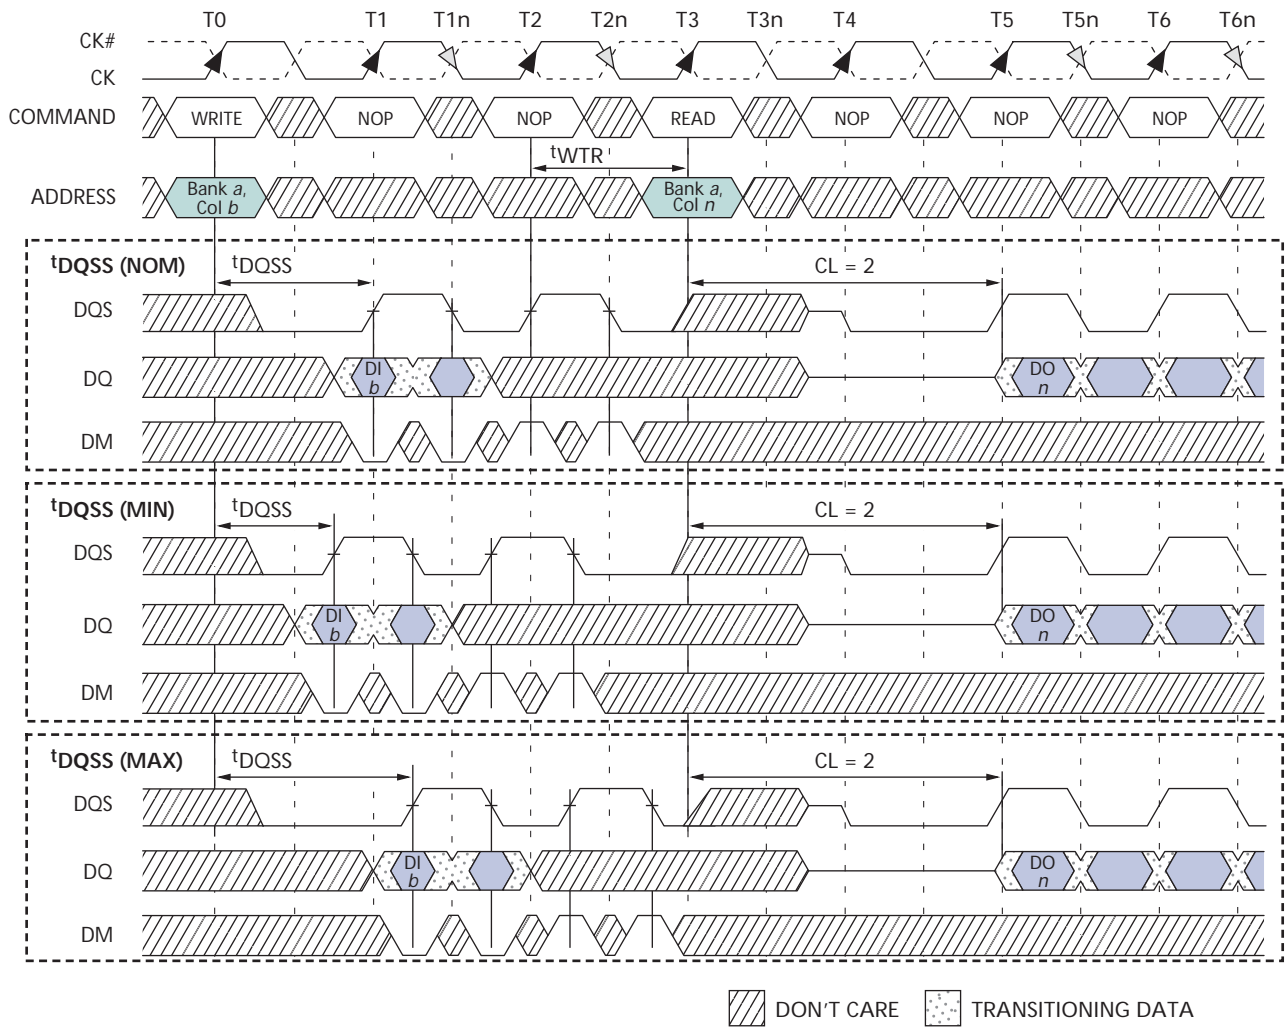 T0 T1 T1n T2 T2n T3 T3n T4 T5 T5n T6 T6n
CK#
CK
COMMAND WRITE NOP NOP READ NOP NOP NOP
tWTR
ADDRESS Bank a, Col b Bank a, Col n
tDQSS (NOM) tDQSS CL = 2
DQS
DQ DI b DO n
DM
tDQSS (MIN) tDQSS CL = 2
DQS
DQ DI b DO n
DM
tDQSS (MAX) tDQSS CL = 2
DQS
DQ DI b DO n
DM
DON'T CARE TRANSITIONING DATA